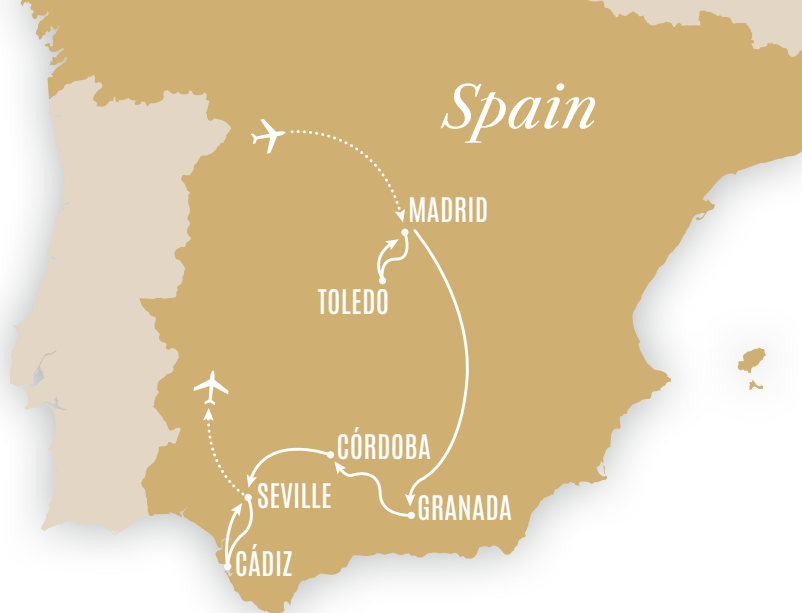 Spain
MADRID
TOLEDO
CÓRDOBA
SEVILLE
GRANADA
CÁDIZ